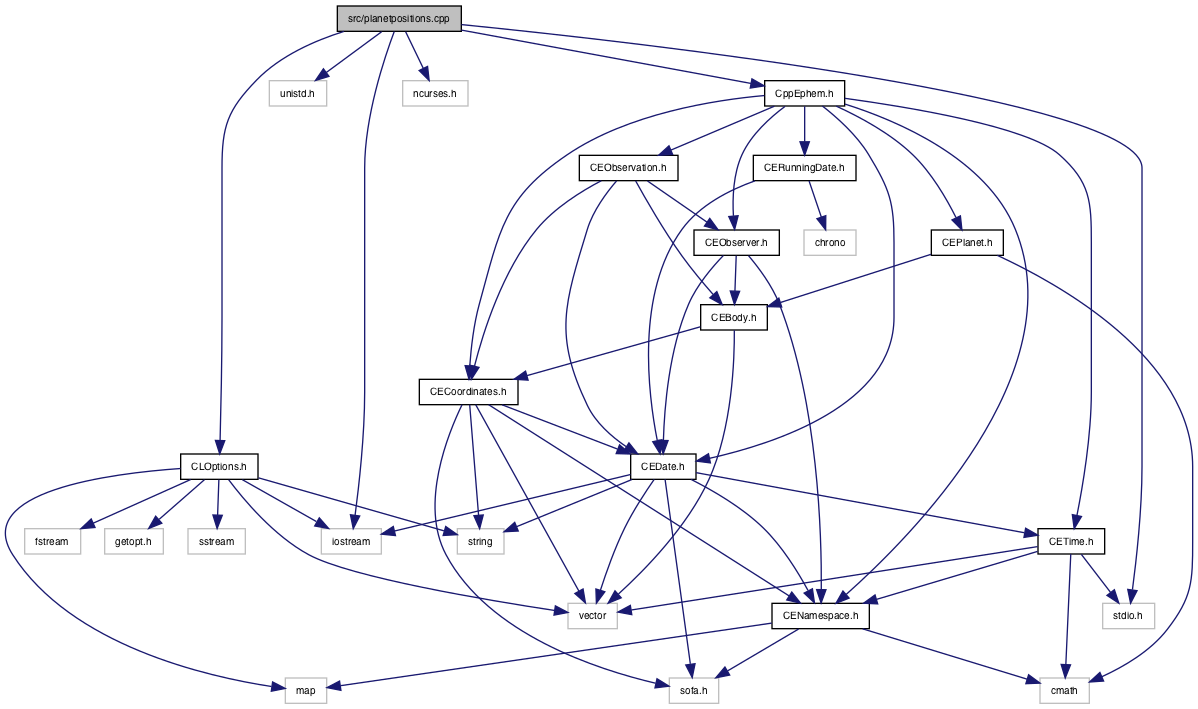 src/planetpositions.cpp
unistd.h
ncurses.h
CppEphem.h
CEObservation.h
CERunningDate.h
CEObserver.h
chrono
CEPlanet.h
CEBody.h
CECoordinates.h
CLOptions.h
CEDate.h
fstream
getopt.h
sstream
iostream
string
CETime.h
vector
CENamespace.h
stdio.h
map
sofa.h
cmath